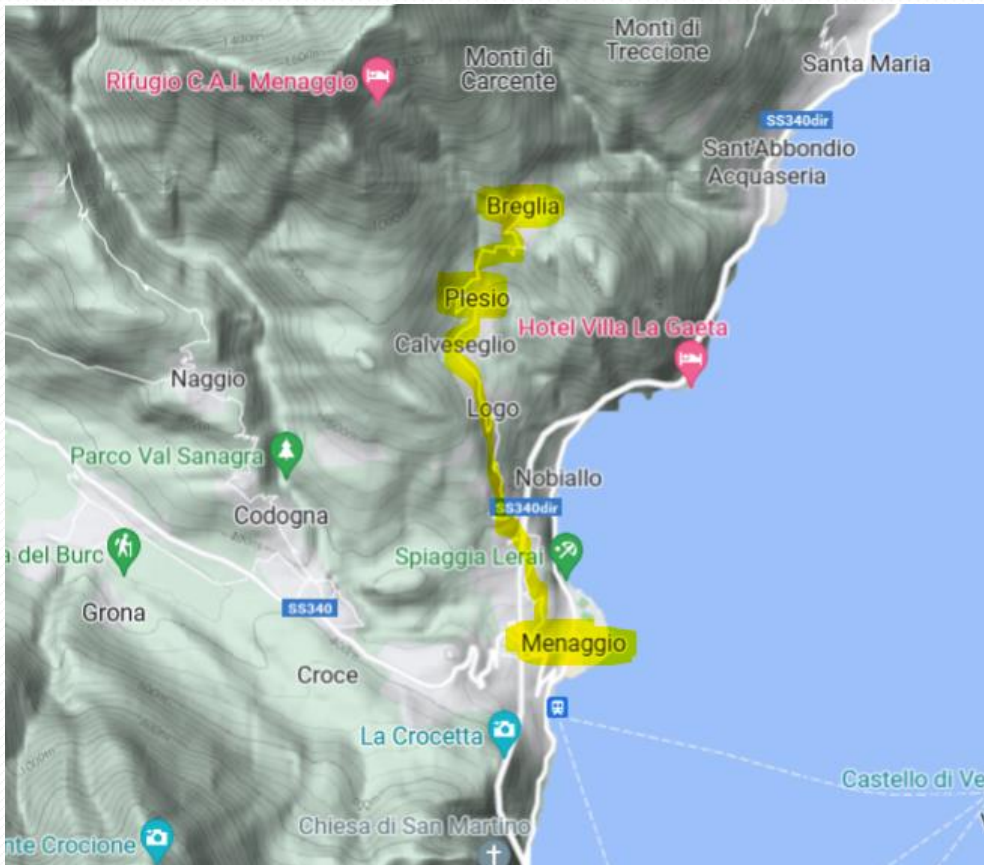 1400m
Monti di
Treccione
Monti di
Carcente
Santa Maria
Rifugio C.A.I. Menaggio
SS340dir
Sant'Abbondio
Acquaseria
Breglia
Plesio
Hotel Villa La Gaeta
Calveseglio
Naggio
Logo
Parco Val Sanagra
Nobiallo
SS340dir
Codogna
a del Burc
Spiaggia Lerai
SS340
Grona
Menaggio
Croce
La Crocetta
Castello di Ve
Chiesa di San Martino
nte Crocione